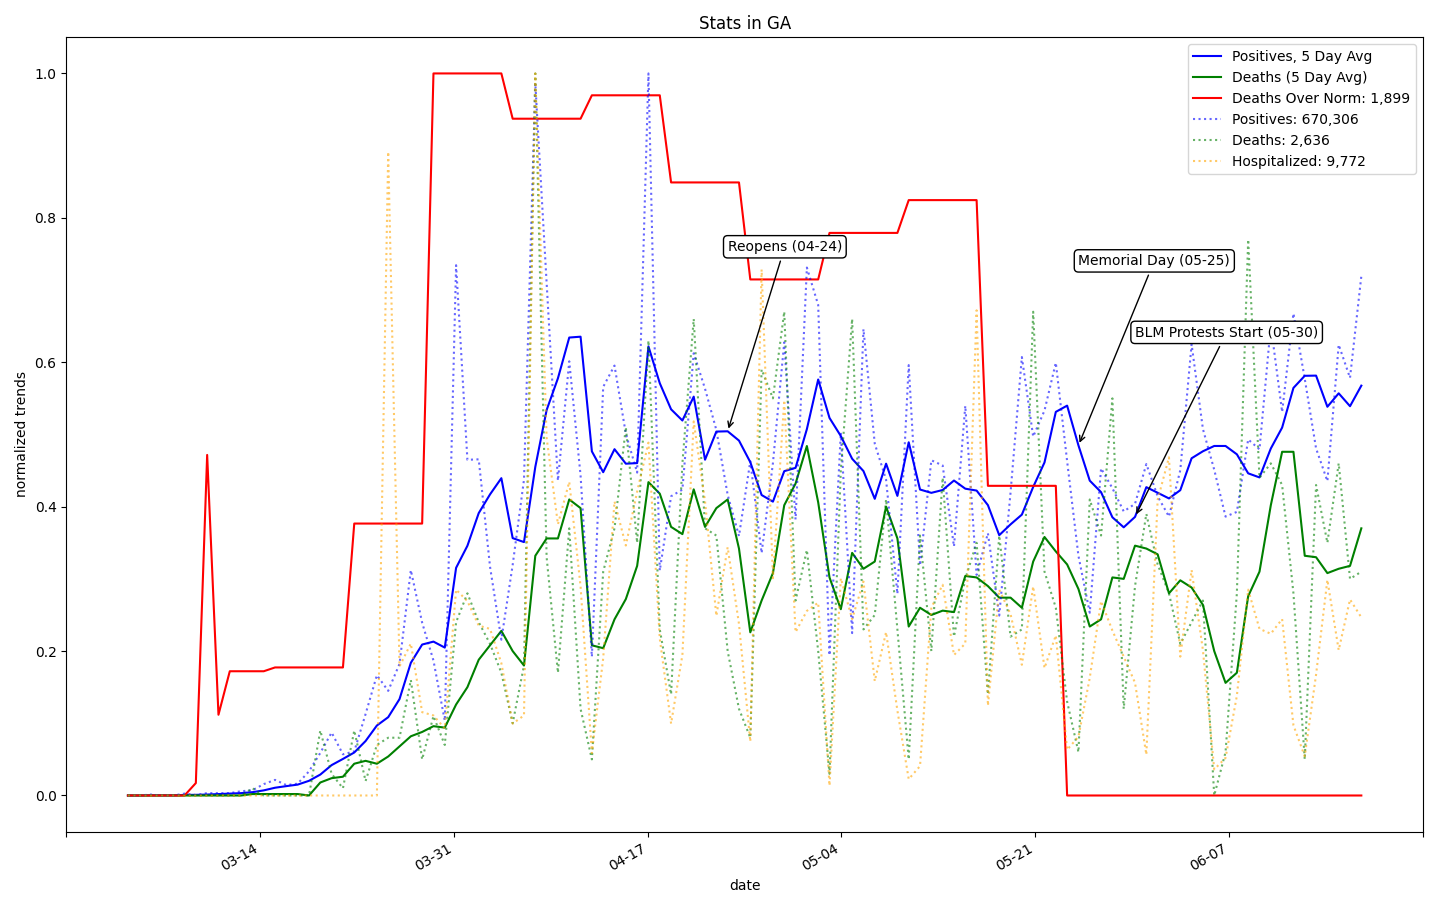 Stats in GA
1.0
0.8
0.6
0.4
0.2
0.0
normalized trends
Positives, 5 Day Avg
Deaths (5 Day Avg)
Deaths Over Norm: 1,899
Positives: 670,306
Deaths: 2,636
Hospitalized: 9,772
Reopens (04-24)
Memorial Day (05-25)
BLM Protests Start (05-30)
03-14
03-31
04-17
05-04
05-21
06-07
date